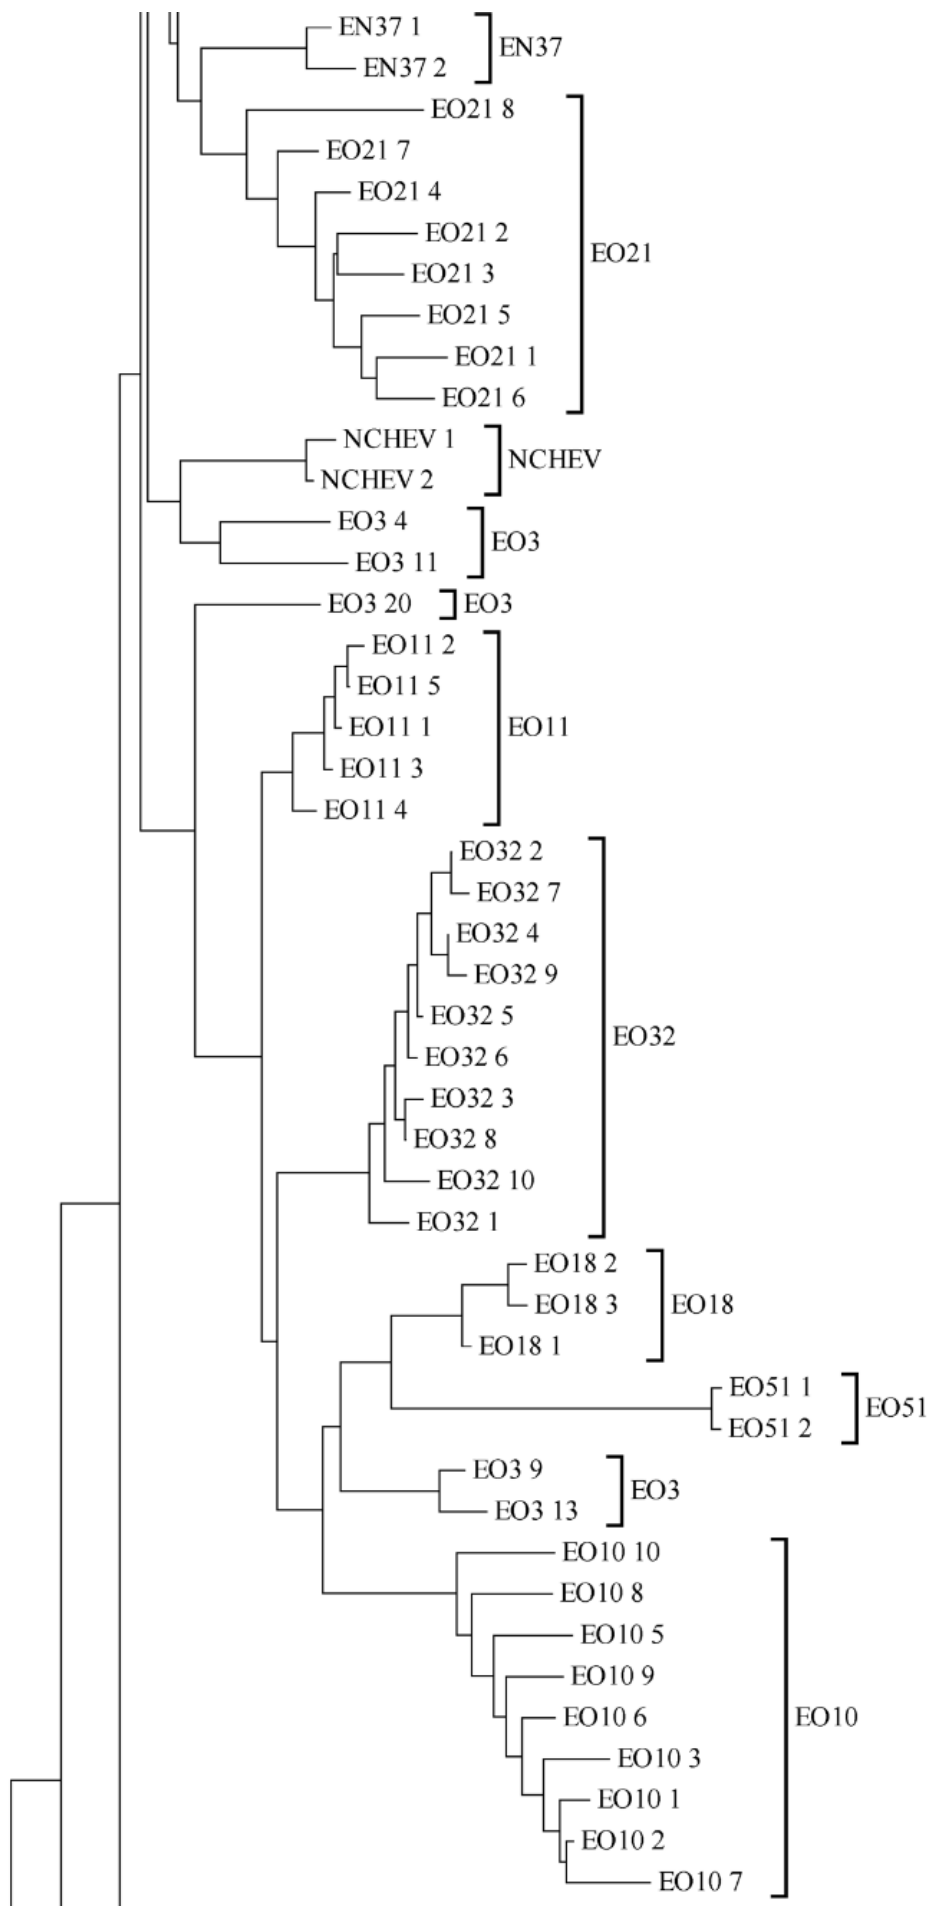 EN37 1
EN37
EN37 2
EO21 8
EO21 7
EO21 4
EO21 2
EO21
EO21 3
EO21 5
EO21 1
EO21 6
NCHEV 1
NCHEV
NCHEV 2
EO3 4
EO3
EO3 11
EO3 20 EO3
EO11 2
EO11 5
EO11 1 EO11
EO11 3
EO11 4
EO32 2
EO32 7
EO32 4
EO32 9
EO32 5
EO32
EO32 6
EO32 3
EO32 8
EO32 10
EO32 1
EO18 2
EO18 3 EO18
EO18 1
EO51 1
EO51
EO51 2
EO3 9
EO3
EO3 13
EO10 10
EO10 8
EO10 5
EO10 9
EO10 6 EO10
EO10 3
EO10 1
EO10 2
EO10 7